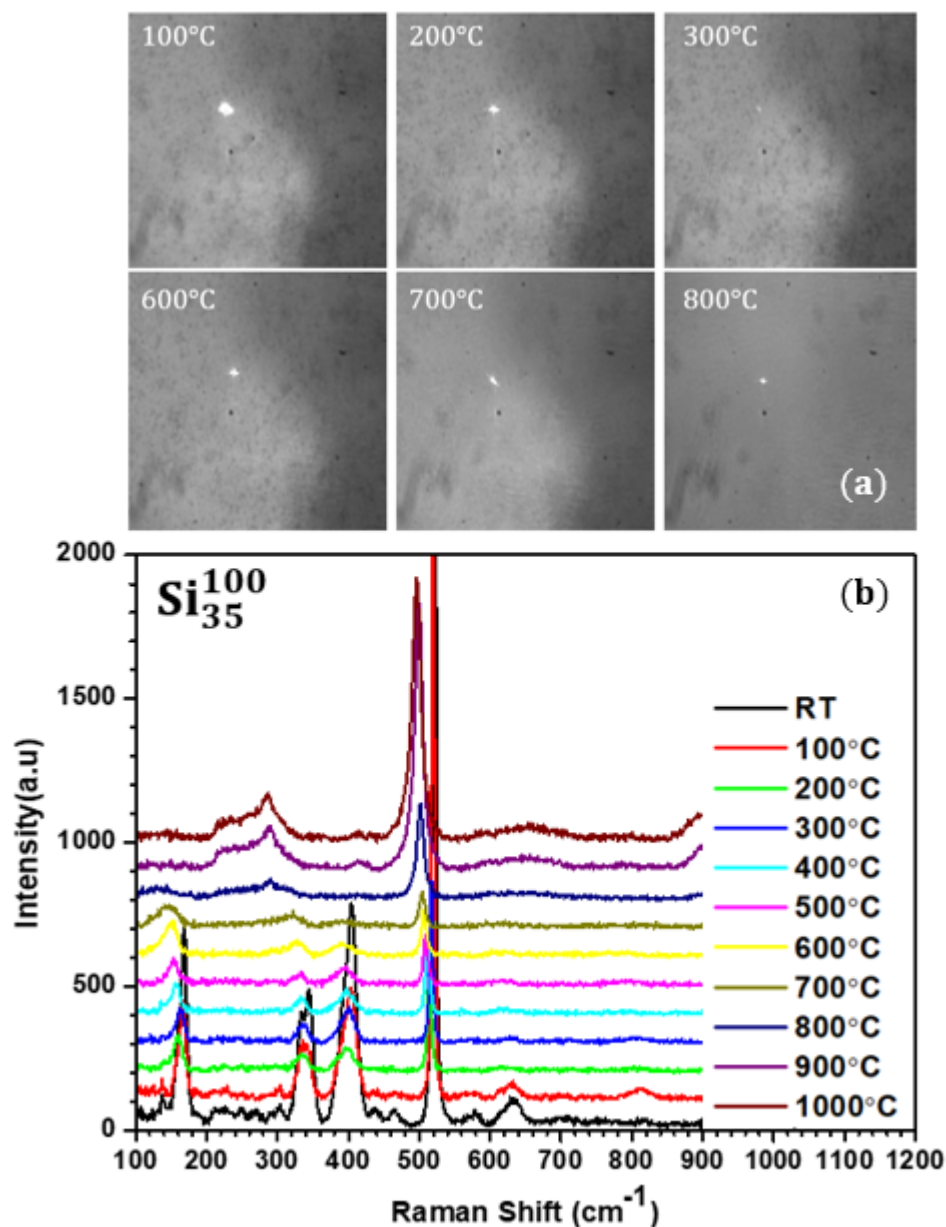 100°C 200°C 300°C
600°C 700°C 800°C
(a)
2000
1500
1000
500
0
Intensity(a.u)
Si₃₅¹⁰⁰
(b)
RT
100°C
200°C
300°C
400°C
500°C
600°C
700°C
800°C
900°C
1000°C
100 200 300 400 500 600 700 800 900 1000 1100 1200
Raman Shift (cm⁻¹)